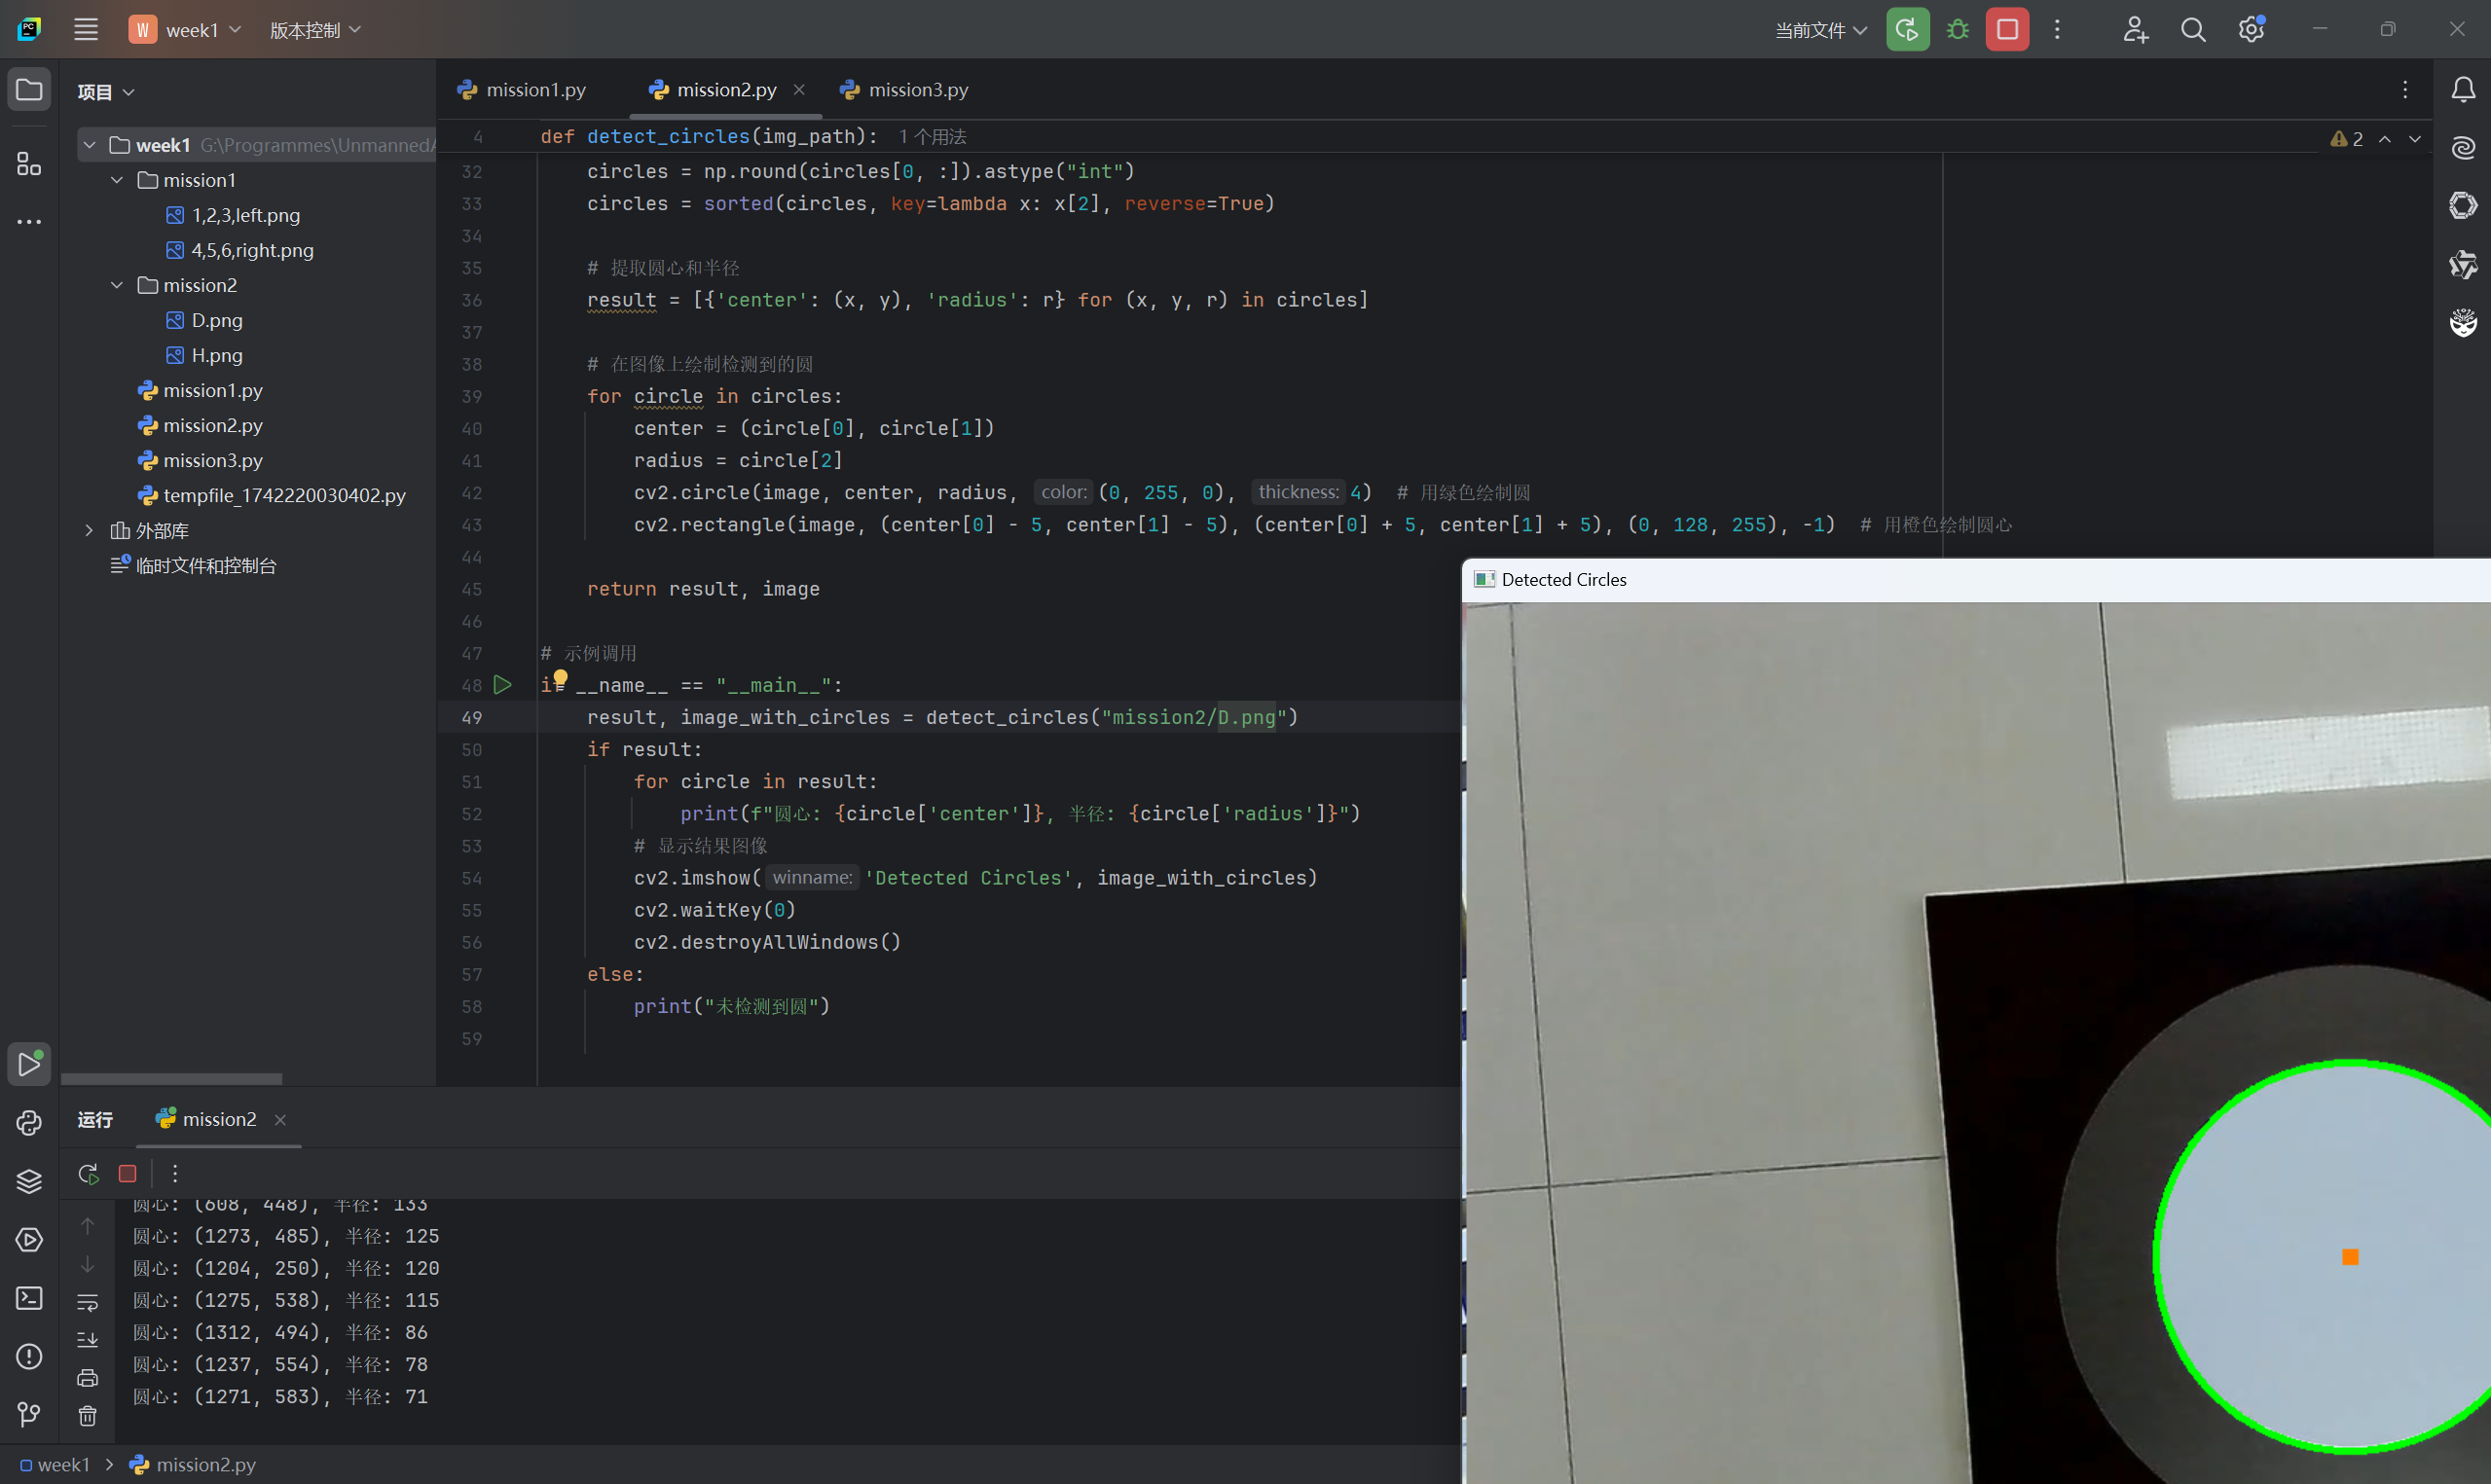 W week1 版本控制 当前文件
项目
week1 G:\Programmes\UnmannedA
mission1
1,2,3,left.png
4,5,6,right.png
mission2
D.png
H.png
mission1.py
mission2.py
mission3.py
tempfile_1742220030402.py
外部库
临时文件和控制台
mission1.py mission2.py mission3.py
4 def detect_circles(img_path): 1个用法 2
32 circles = np.round(circles[0, :]).astype("int")
33 circles = sorted(circles, key=lambda x: x[2], reverse=True)
34
35 # 提取圆心和半径
36 result = [{'center': (x, y), 'radius': r} for (x, y, r) in circles]
37
38 # 在图像上绘制检测到的圆
39 for circle in circles:
40 center = (circle[0], circle[1])
41 radius = circle[2]
42 cv2.circle(image, center, radius, color: (0, 255, 0), thickness: 4) # 用绿色绘制圆
43 cv2.rectangle(image, (center[0] - 5, center[1] - 5), (center[0] + 5, center[1] + 5), (0, 128, 255), -1) # 用橙色绘制圆心
44
45 return result, image
46
47 # 示例调用
48 if __name__ == "__main__":
49 result, image_with_circles = detect_circles("mission2/D.png")
50 if result:
51 for circle in result:
52 print(f"圆心: {circle['center']}, 半径: {circle['radius']}")
53 # 显示结果图像
54 cv2.imshow( winname: 'Detected Circles', image_with_circles)
55 cv2.waitKey(0)
56 cv2.destroyAllWindows()
57 else:
58 print("未检测到圆")
59
Detected Circles
运行 mission2
圆心: (608, 448), 半径: 133
圆心: (1273, 485), 半径: 125
圆心: (1204, 250), 半径: 120
圆心: (1275, 538), 半径: 115
圆心: (1312, 494), 半径: 86
圆心: (1237, 554), 半径: 78
圆心: (1271, 583), 半径: 71
week1 > mission2.py